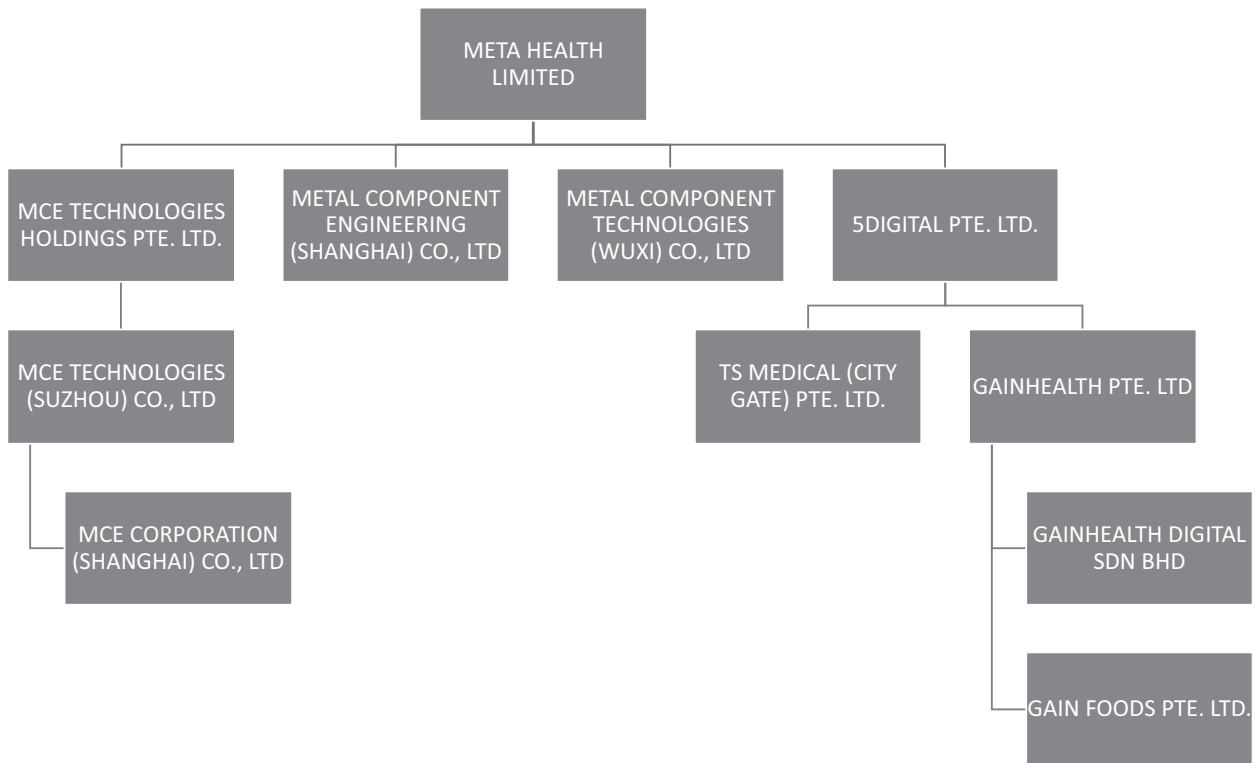 META HEALTH
LIMITED
MCE TECHNOLOGIES
HOLDINGS PTE. LTD.
METAL COMPONENT
ENGINEERING
(SHANGHAI) CO., LTD
METAL COMPONENT
TECHNOLOGIES
(WUXI) CO., LTD
5DIGITAL PTE. LTD.
MCE TECHNOLOGIES
(SUZHOU) CO., LTD
TS MEDICAL (CITY
GATE) PTE. LTD.
GAINHEALTH PTE. LTD
MCE CORPORATION
(SHANGHAI) CO., LTD
GAINHEALTH DIGITAL
SDN BHD
GAIN FOODS PTE. LTD.